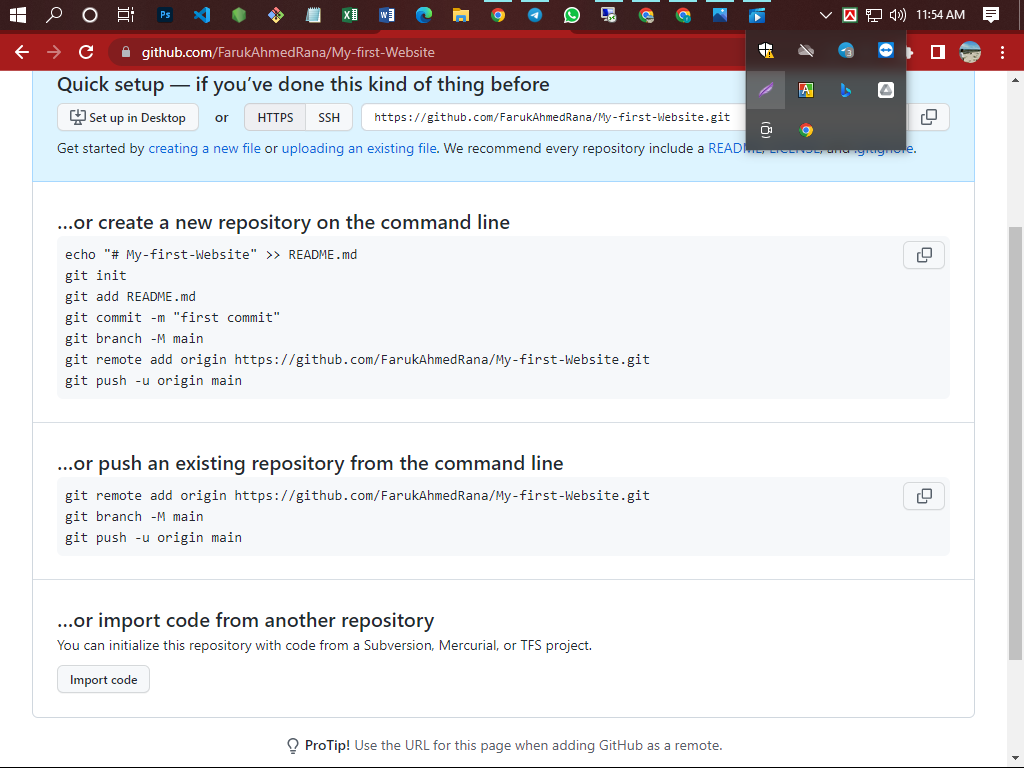 Ps
11:54 AM
github.com/FarukAhmedRana/My-first-Website
3
A
Quick setup — if you’ve done this kind of thing before
Set up in Desktop or HTTPS SSH https://github.com/FarukAhmedRana/My-first-Website.git
Get started by creating a new file or uploading an existing file. We recommend every repository include a README, LICENSE, and .gitignore.
...or create a new repository on the command line
echo "# My-first-Website" >> README.md
git init
git add README.md
git commit -m "first commit"
git branch -M main
git remote add origin https://github.com/FarukAhmedRana/My-first-Website.git
git push -u origin main
...or push an existing repository from the command line
git remote add origin https://github.com/FarukAhmedRana/My-first-Website.git
git branch -M main
git push -u origin main
...or import code from another repository
You can initialize this repository with code from a Subversion, Mercurial, or TFS project.
Import code
ProTip! Use the URL for this page when adding GitHub as a remote.